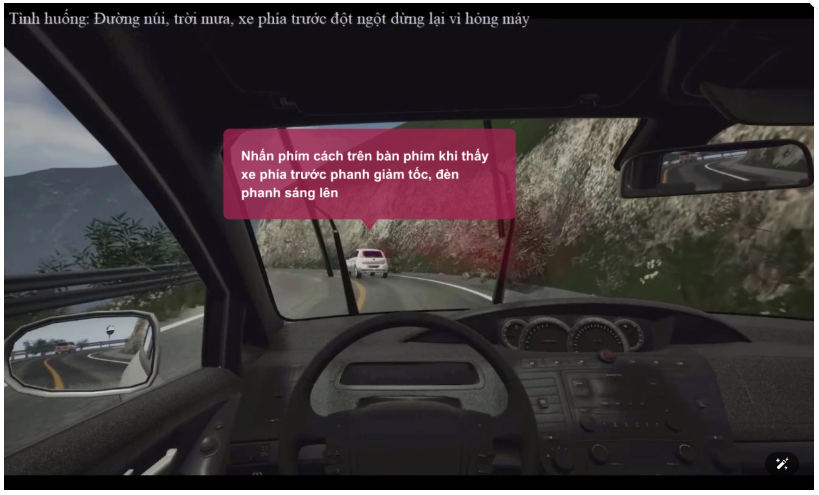 Tình huống: Đường núi, trời mưa, xe phía trước đột ngột dừng lại vì hỏng máy
Nhấn phím cách trên bàn phím khi thấy
xe phía trước phanh giảm tốc, đèn
phanh sáng lên